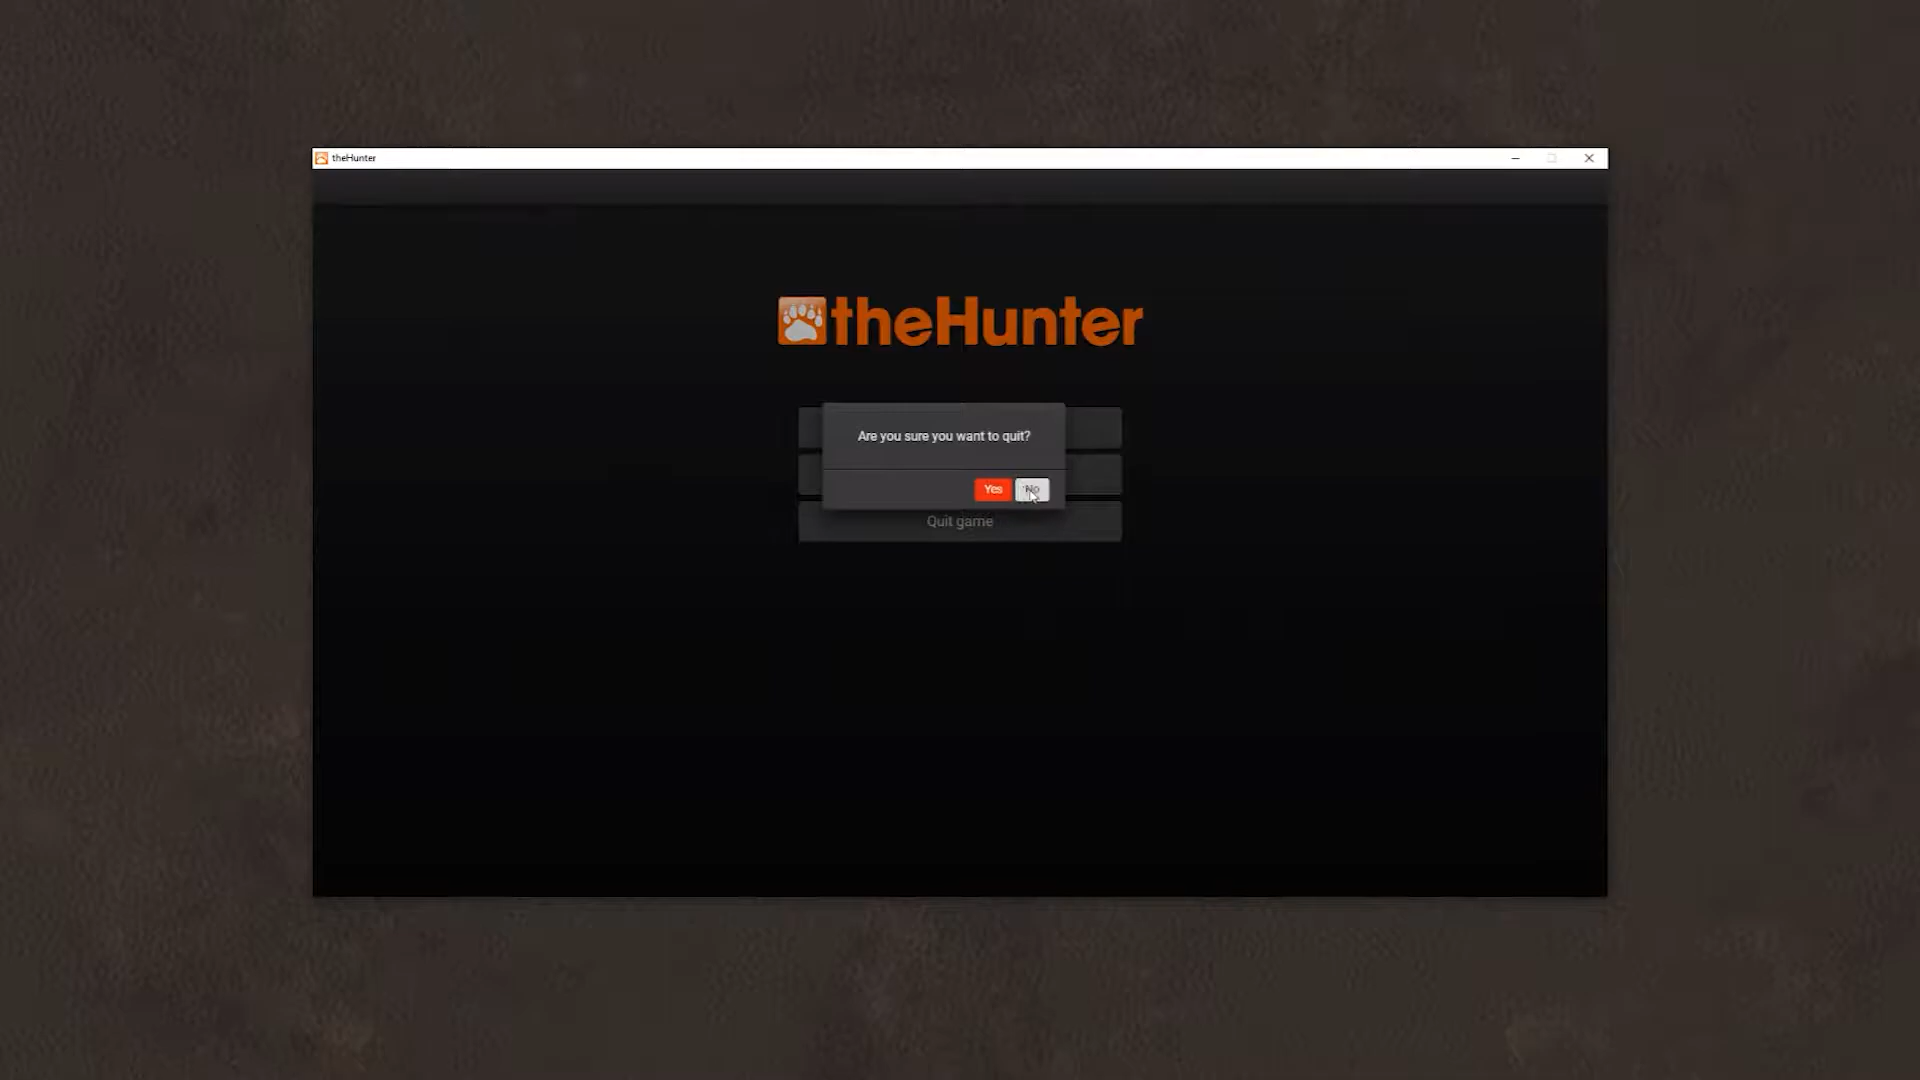 theHunter
theHunter
Are you sure you want to quit?
Yes
No
Quit game